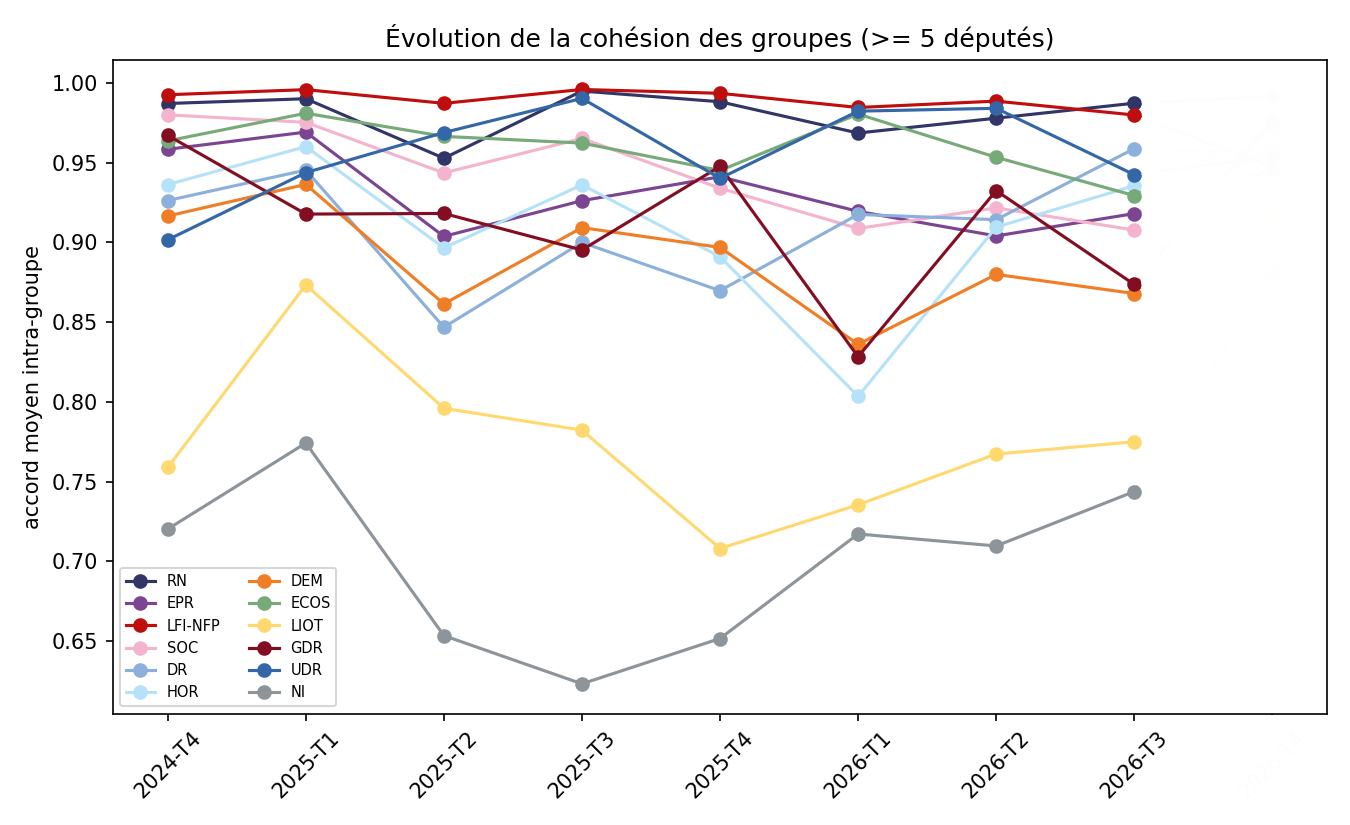 Évolution de la cohésion des groupes (>= 5 députés)
accord moyen intra-groupe
1.00
0.95
0.90
0.85
0.80
0.75
0.70
0.65
RN
EPR
LFI-NFP
SOC
DR
HOR
DEM
ECOS
LIOT
GDR
UDR
NI
2024-T4
2025-T1
2025-T2
2025-T3
2025-T4
2026-T1
2026-T2
2026-T3